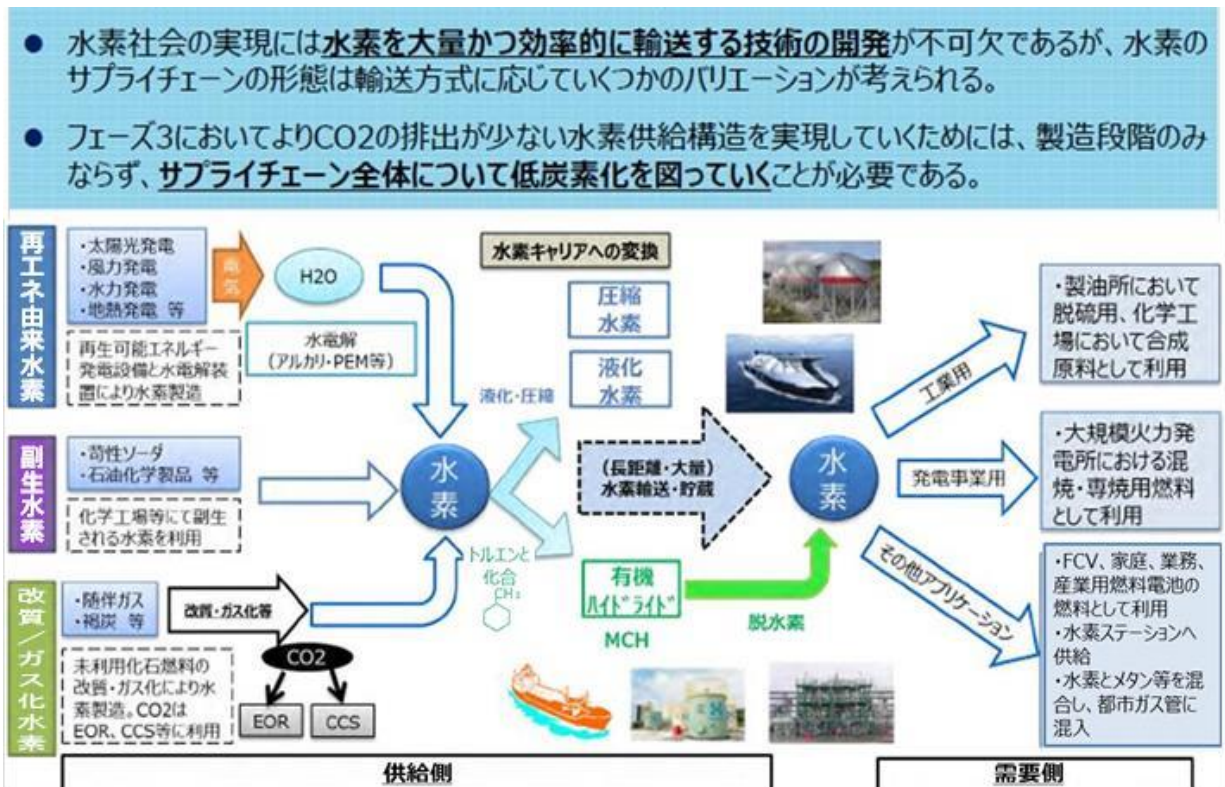 ● 水素社会の実現には水素を大量かつ効率的に輸送する技術の開発が不可欠であるが、水素の
サプライチェーンの形態は輸送方式に応じていくつかのバリエーションが考えられる。
● フェーズ3においてよりCO2の排出が少ない水素供給構造を実現していくためには、製造段階のみ
ならず、サプライチェーン全体について低炭素化を図っていくことが必要である。
再エネ由来水素
・太陽光発電
・風力発電
・水力発電
・地熱発電 等
電気
H2O
水電解
(アルカリ・PEM等)
再生可能エネルギー
発電設備と水電解装
置により水素製造
副生水素
・苛性ソーダ
・石油化学製品 等
化学工場等にて副生
される水素を利用
改質/ガス化水素
・随伴ガス
・褐炭 等
改質・ガス化等
未利用化石燃料の
改質・ガス化により水
素製造。CO2は
EOR、CCS等に利用
CO2
EOR
CCS
水素
水素キャリアへの変換
圧縮
水素
液化
水素
液化・圧縮
(長距離・大量)
水素輸送・貯蔵
トルエンと
化合
CH₃
有機
ハイドライド
MCH
脱水素
水素
工業用
発電事業用
その他アプリケーション
・製油所において
脱硫用、化学工
場において合成
原料として利用
・大規模火力発
電所における混
焼・専焼用燃料
として利用
・FCV、家庭、業務、
産業用燃料電池の
燃料として利用
・水素ステーションへ
供給
・水素とメタン等を混
合し、都市ガス管に
混入
供給側
需要側